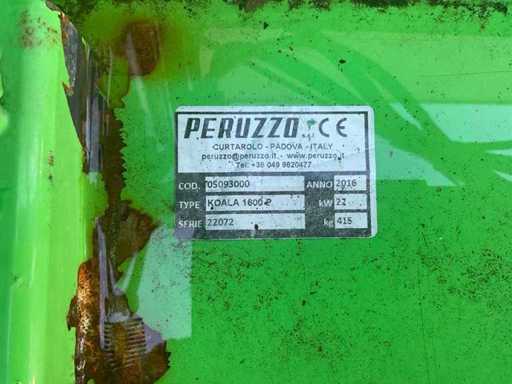 PERUZZO SRL CE
CURTAROLO - PADOVA - ITALY
peruzzo@peruzzo.it - www.peruzzo.it
Tel: +39 049 9620477
COD. 05093000 ANNO 2016
TYPE KOALA 1600 P kW 22
SERIE 22072 kg 415